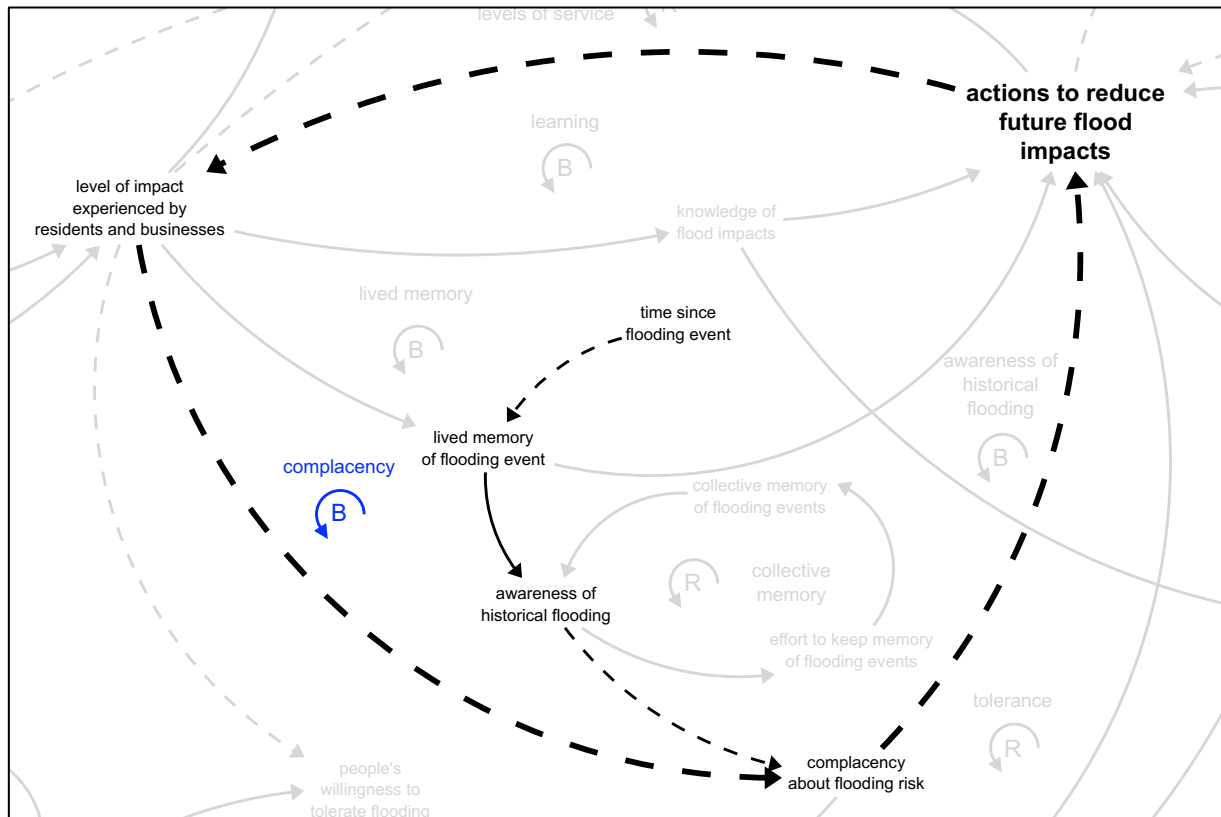 levels of service
R
actions to reduce
future flood
impacts
learning
B
level of impact
experienced by
residents and businesses
knowledge of
flood impacts
lived memory
B
time since
flooding event
awareness of
historical
flooding
B
lived memory
of flooding event
complacency
B
collective memory
of flooding events
awareness of
historical flooding
R
collective
memory
effort to keep memory
of flooding events
tolerance
R
complacency
about flooding risk
people's
willingness to
tolerate flooding